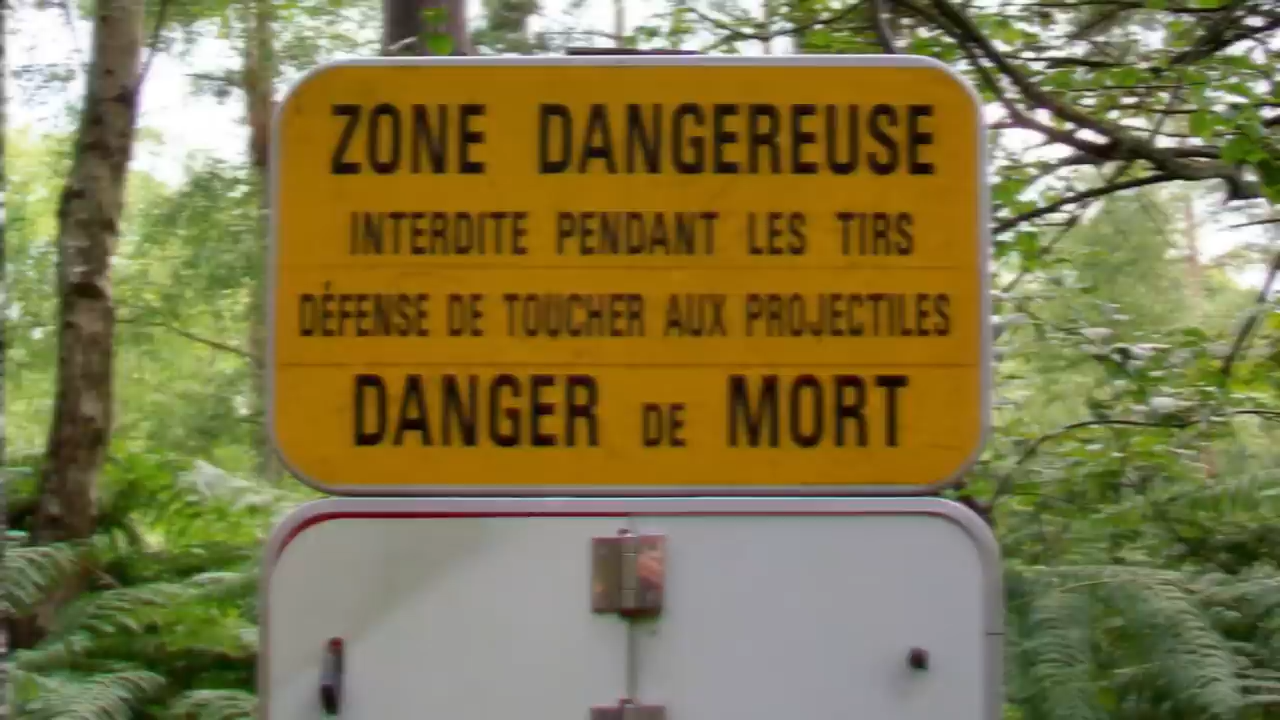 ZONE DANGEREUSE
INTERDITE PENDANT LES TIRS
DÉFENSE DE TOUCHER AUX PROJECTILES
DANGER DE MORT